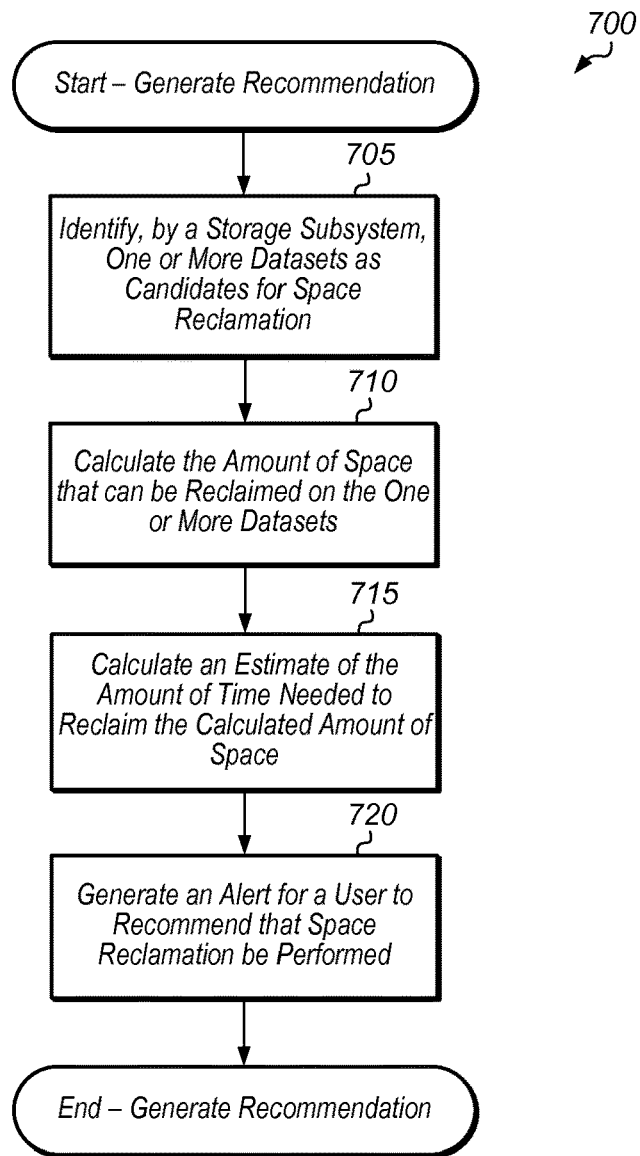 700
Start – Generate Recommendation
705
Identify, by a Storage Subsystem,
One or More Datasets as
Candidates for Space
Reclamation
710
Calculate the Amount of Space
that can be Reclaimed on the One
or More Datasets
715
Calculate an Estimate of the
Amount of Time Needed to
Reclaim the Calculated Amount of
Space
720
Generate an Alert for a User to
Recommend that Space
Reclamation be Performed
End – Generate Recommendation